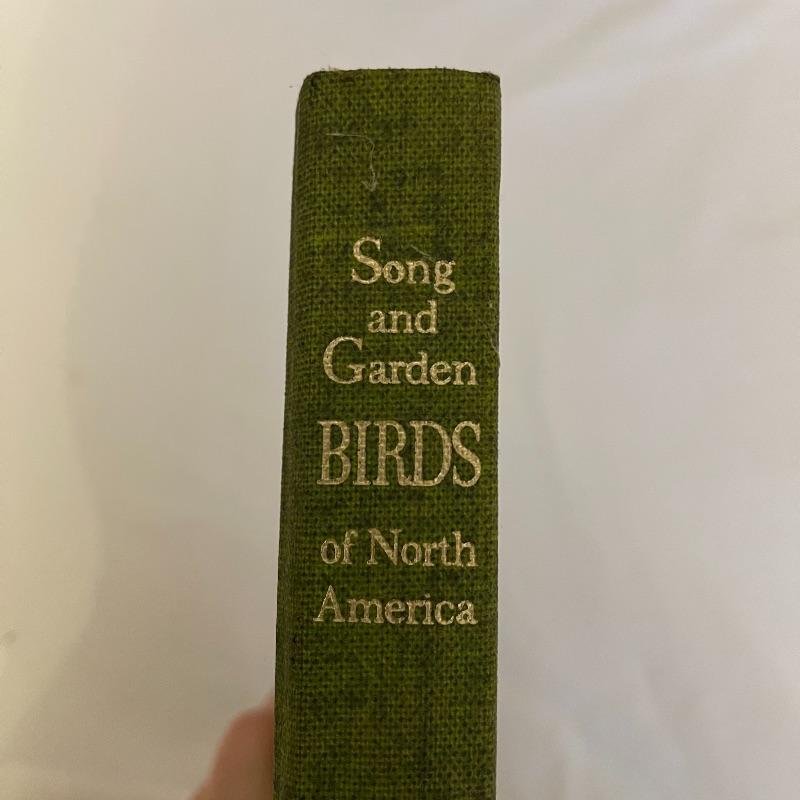 Song
and
Garden
BIRDS
of North
America